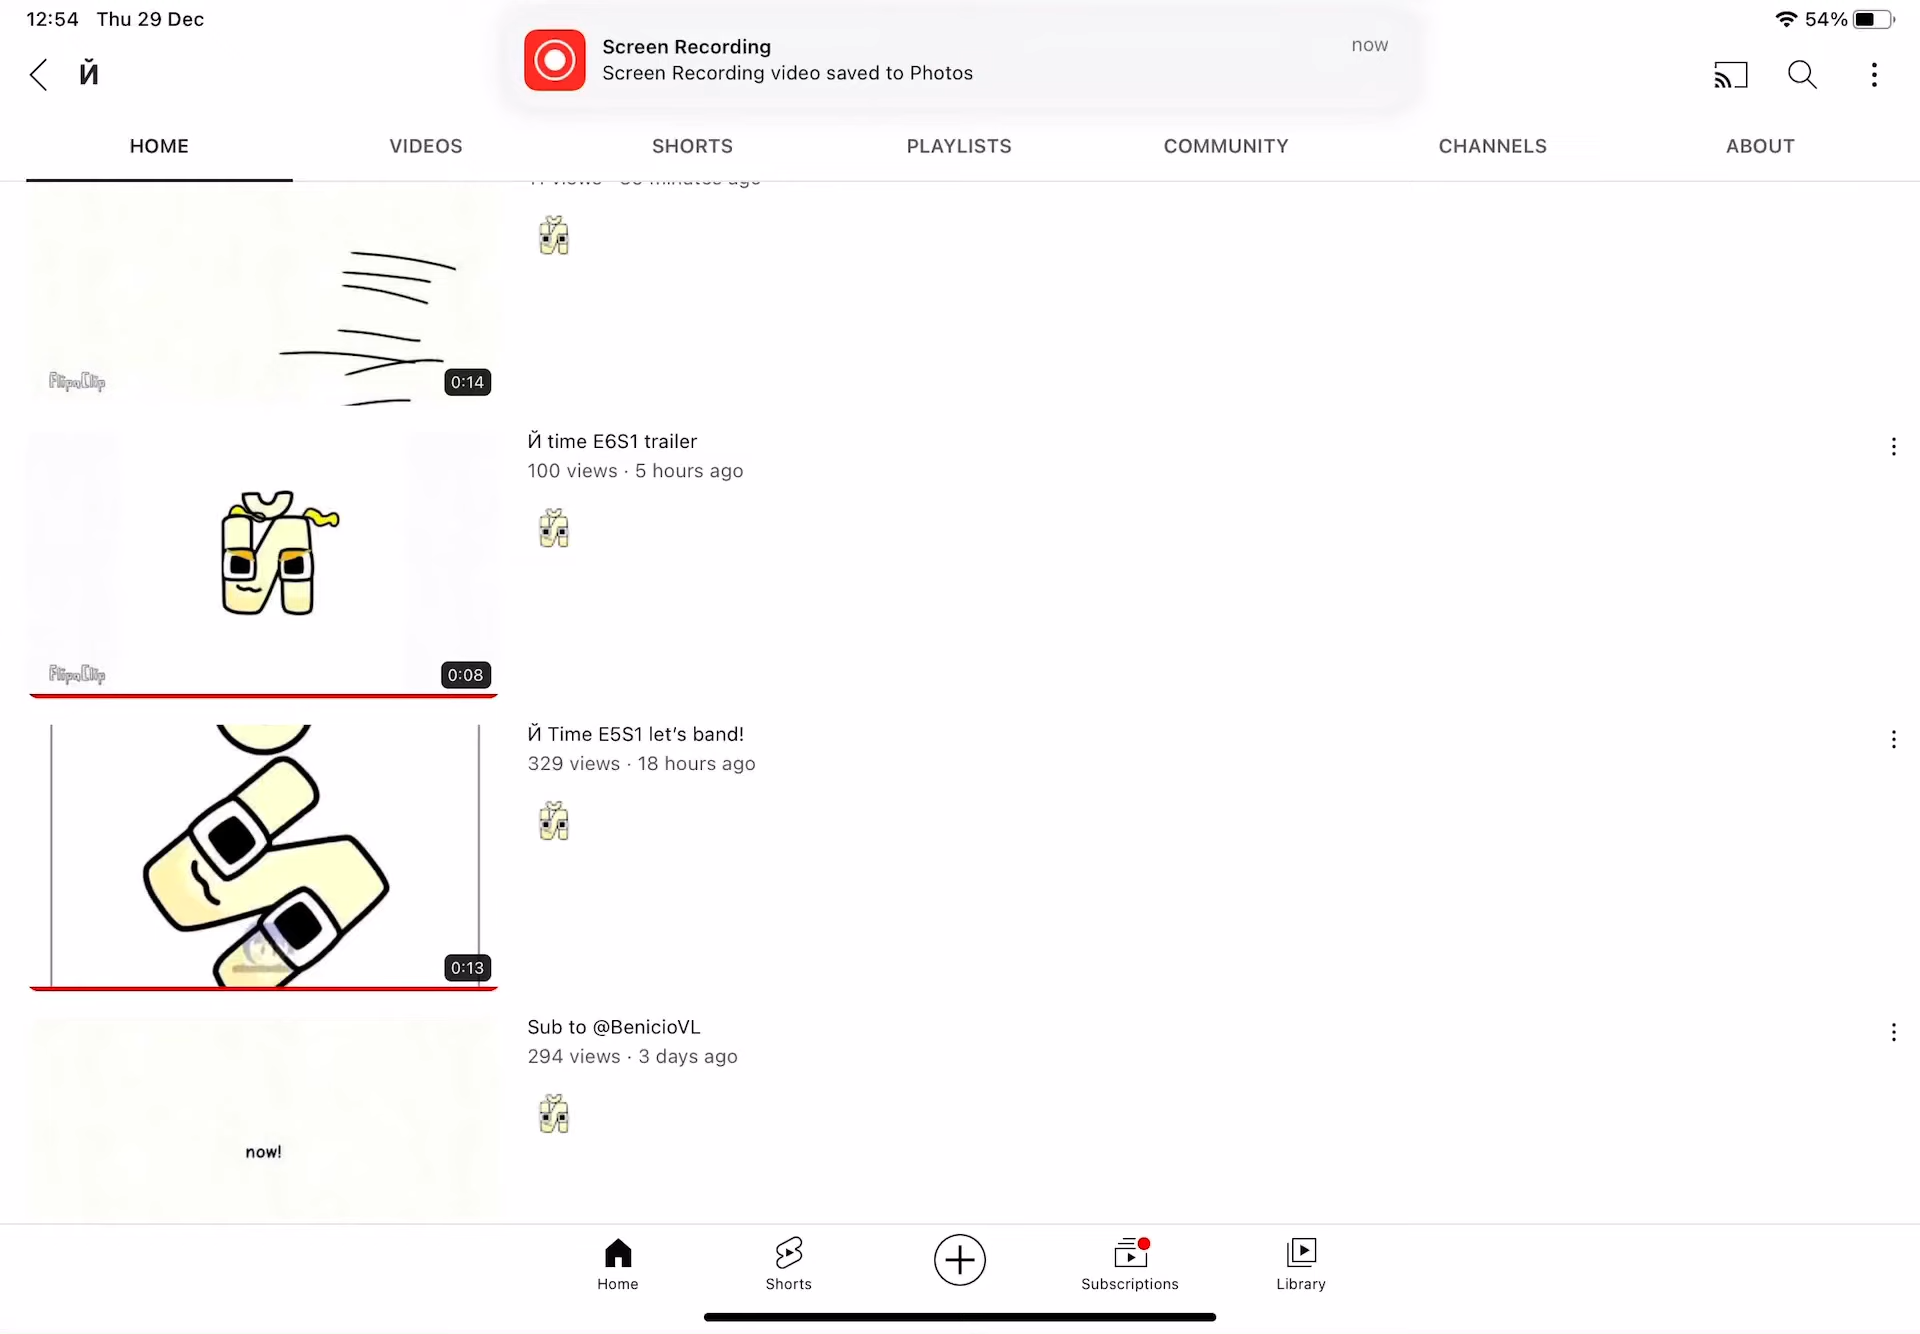 12:54 Thu 29 Dec
54%
Screen Recording
now
Screen Recording video saved to Photos
Й
HOME VIDEOS SHORTS PLAYLISTS COMMUNITY CHANNELS ABOUT
FlipaClip
0:14
Й time E6S1 trailer
100 views · 5 hours ago
FlipaClip
0:08
Й Time E5S1 let’s band!
329 views · 18 hours ago
0:13
Sub to @BenicioVL
294 views · 3 days ago
now!
Home Shorts Subscriptions Library